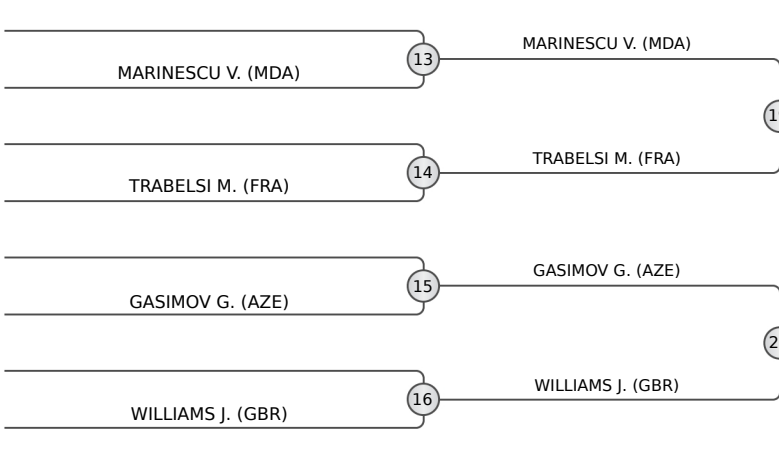 MARINESCU V. (MDA)
13
MARINESCU V. (MDA)
TRABELSI M. (FRA)
14
TRABELSI M. (FRA)
GASIMOV G. (AZE)
15
GASIMOV G. (AZE)
WILLIAMS J. (GBR)
16
WILLIAMS J. (GBR)